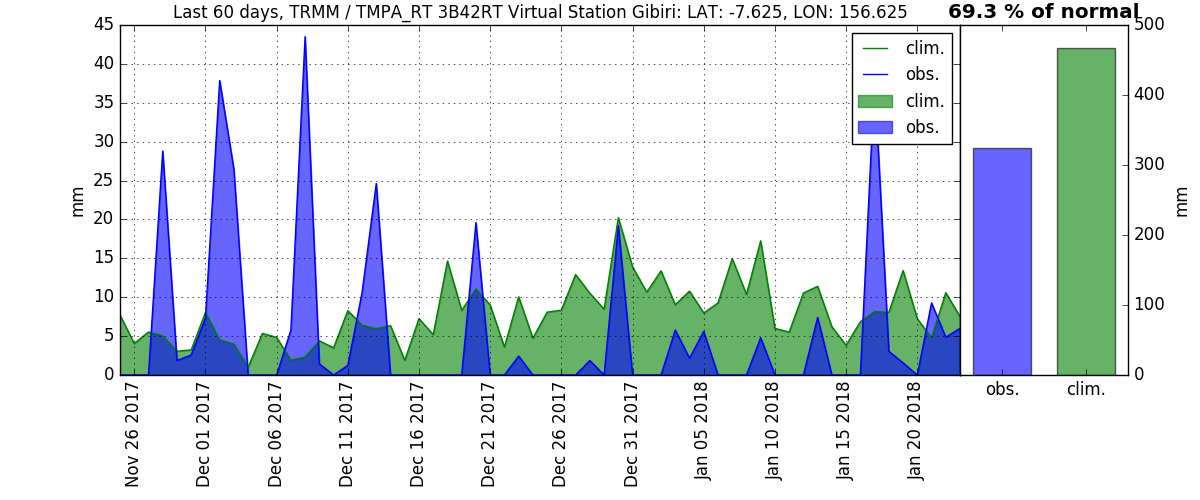 Last 60 days, TRMM / TMPA_RT 3B42RT Virtual Station Gibiri: LAT: -7.625, LON: 156.625
69.3 % of normal
45
40
35
30
25
20
15
10
5
0
mm
clim.
obs.
clim.
obs.
Nov 26 2017
Dec 01 2017
Dec 06 2017
Dec 11 2017
Dec 16 2017
Dec 21 2017
Dec 26 2017
Dec 31 2017
Jan 05 2018
Jan 10 2018
Jan 15 2018
Jan 20 2018
500
400
300
200
100
0
mm
obs.
clim.